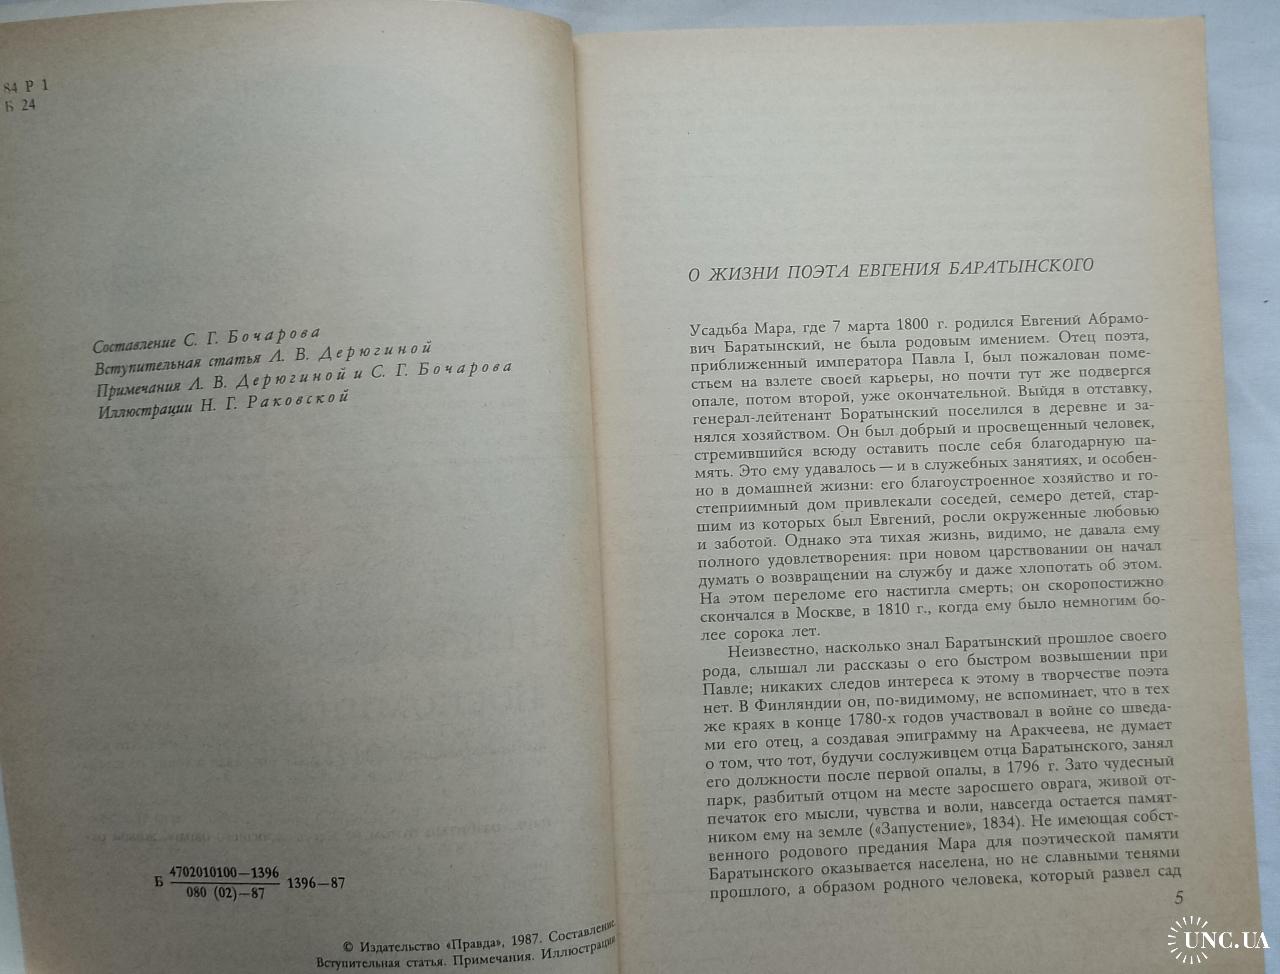 84 Р 1
Б 24
Составление С. Г. Бочарова
Вступительная статья Л. В. Дерюгиной
Примечания Л. В. Дерюгиной и С. Г. Бочарова
Иллюстрации Н. Г. Раковской
Б 4702010100—1396
080 (02)—87 1396—87
© Издательство «Правда», 1987. Составление.
Вступительная статья. Примечания. Иллюстрации
О ЖИЗНИ ПОЭТА ЕВГЕНИЯ БАРАТЫНСКОГО
Усадьба Мара, где 7 марта 1800 г. родился Евгений Абрамо-
вич Баратынский, не была родовым имением. Отец поэта,
приближенный императора Павла I, был пожалован поме-
стьем на взлете своей карьеры, но почти тут же подвергся
опале, потом второй, уже окончательной. Выйдя в отставку,
генерал-лейтенант Боратынский поселился в деревне и за-
нялся хозяйством. Он был добрый и просвещенный человек,
стремившийся всюду оставить после себя благодарную па-
мять. Это ему удавалось — и в служебных занятиях, и особен-
но в домашней жизни: его благоустроенное хозяйство и го-
степриимный дом привлекали соседей, семеро детей, стар-
шим из которых был Евгений, росли окруженные любовью
и заботой. Однако эта тихая жизнь, видимо, не давала ему
полного удовлетворения: при новом царствовании он начал
думать о возвращении на службу и даже хлопотать об этом.
На этом переломе его настигла смерть; он скоропостижно
скончался в Москве, в 1810 г., когда ему было немногим бо-
лее сорока лет.
Неизвестно, насколько знал Баратынский прошлое своего
рода, слышал ли рассказы о его быстром возвышении при
Павле; никаких следов интереса к этому в творчестве поэта
нет. В Финляндии он, по-видимому, не вспоминает, что в тех
же краях в конце 1780-х годов участвовал в войне со шведа-
ми его отец, а создавая эпиграмму на Аракчеева, не думает
о том, что тот, будучи сослуживцем отца Баратынского, занял
его должности после первой опалы, в 1796 г. Зато чудесный
парк, разбитый отцом на месте заросшего оврага, живой от-
печаток его мысли, чувства и воли, навсегда остается памят-
ником ему на земле («Запустение», 1834). Не имеющая собст-
венного родового предания Мара для поэтической памяти
Баратынского оказывается населена, но не славными тенями
прошлого, а образом родного человека, который развел сад
5
UNC.UA